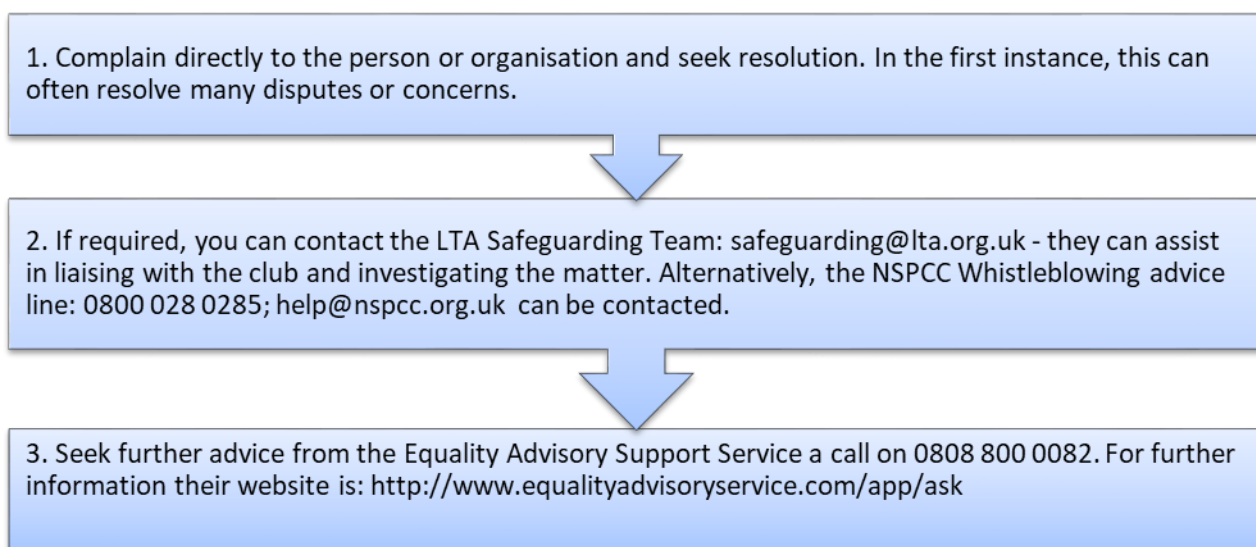 1. Complain directly to the person or organisation and seek resolution. In the first instance, this can
often resolve many disputes or concerns.
2. If required, you can contact the LTA Safeguarding Team: safeguarding@lta.org.uk - they can assist
in liaising with the club and investigating the matter. Alternatively, the NSPCC Whistleblowing advice
line: 0800 028 0285; help@nspcc.org.uk can be contacted.
3. Seek further advice from the Equality Advisory Support Service a call on 0808 800 0082. For further
information their website is: http://www.equalityadvisoryservice.com/app/ask